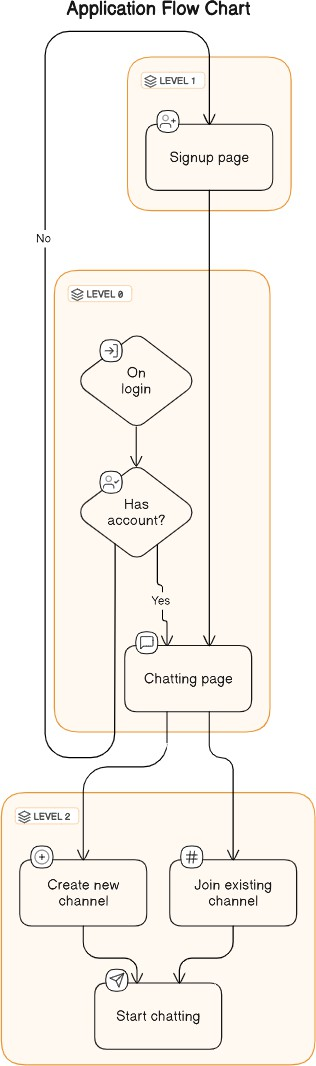 Application Flow Chart
LEVEL 1
Signup page
No
LEVEL 0
On
login
Has
account?
Yes
Chatting page
LEVEL 2
Create new
channel
Join existing
channel
Start chatting